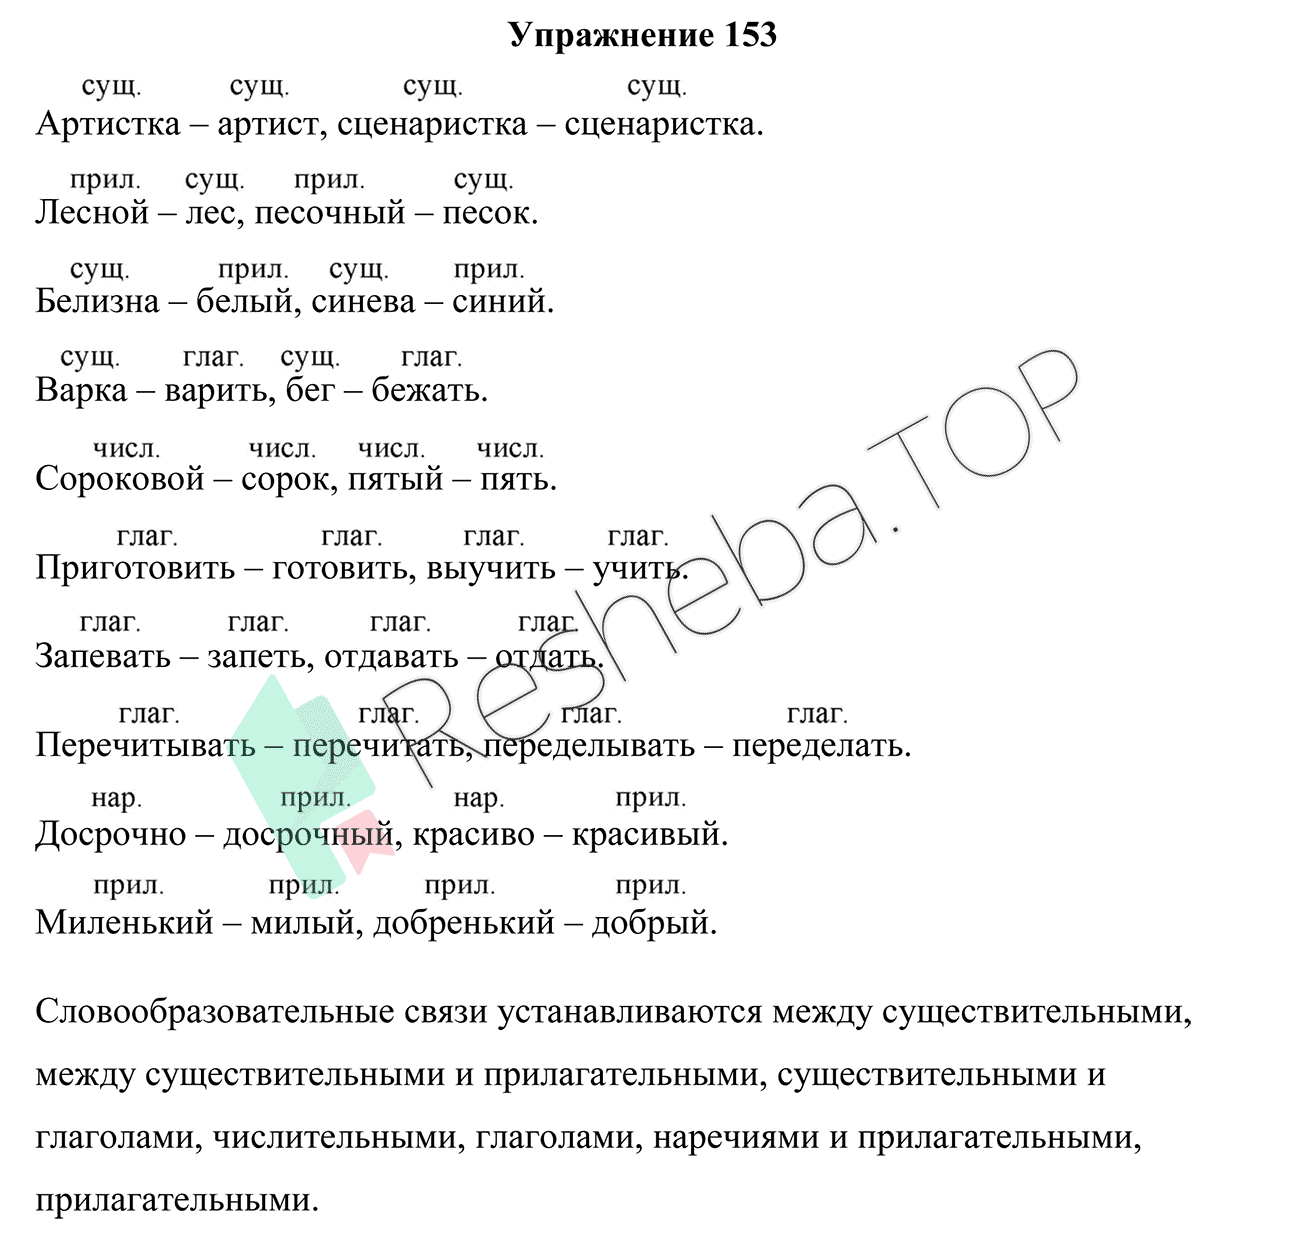 Упражнение 153
сущ. сущ. сущ. сущ.
Артистка – артист, сценаристка – сценаристка.
прил. сущ. прил. сущ.
Лесной – лес, песочный – песок.
сущ. прил. сущ. прил.
Белизна – белый, синева – синий.
сущ. глаг. сущ. глаг.
Варка – варить, бег – бежать.
числ. числ. числ. числ.
Сороковой – сорок, пятый – пять.
глаг. глаг. глаг. глаг.
Приготовить – готовить, выучить – учить.
глаг. глаг. глаг. глаг.
Запевать – запеть, отдавать – отдать.
глаг. глаг. глаг. глаг.
Перечитывать – перечитать, переделывать – переделать.
нар. прил. нар. прил.
Досрочно – досрочный, красиво – красивый.
прил. прил. прил. прил.
Миленький – милый, добренький – добрый.
Словообразовательные связи устанавливаются между существительными,
между существительными и прилагательными, существительными и
глаголами, числительными, глаголами, наречиями и прилагательными,
прилагательными.
Resheba.TOP